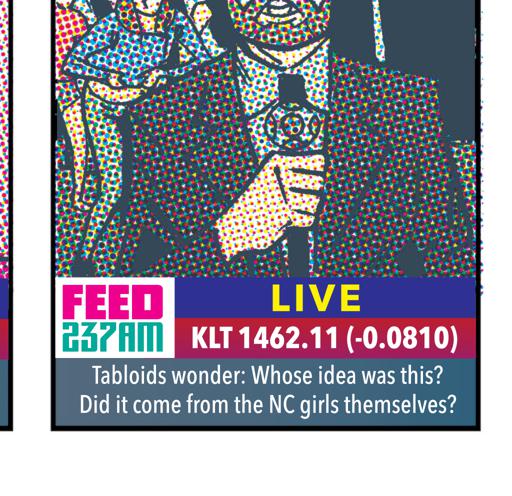 FEED
237AM
LIVE
KLT 1462.11 (-0.0810)
Tabloids wonder: Whose idea was this?
Did it come from the NC girls themselves?